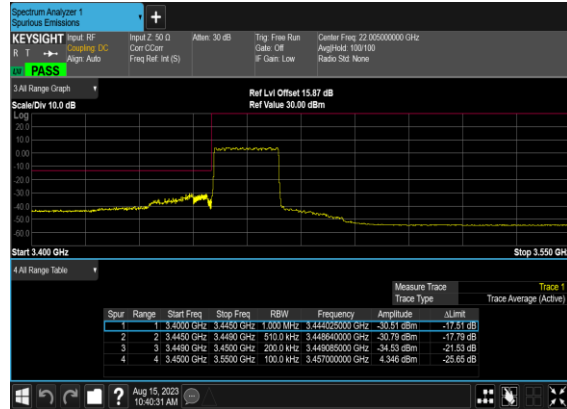 Spectrum Analyzer 1
Spurious Emissions
KEYSIGHT Input: RF Input Z: 50 Ω Atten: 30 dB Trig: Free Run Center Freq: 22.005000000 GHz
R T Coupling: DC Corr CCorr Gate: Off Avg|Hold: 100/100
Align: Auto Freq Ref: Int (S) IF Gain: Low Radio Std: None
PASS
3 All Range Graph
Ref Lvl Offset 15.87 dB
Scale/Div 10.0 dB Ref Value 30.00 dBm
Log
20.0
10.0
0.00
-10.0
-20.0
-30.0
-40.0
-50.0
-60.0
Start 3.400 GHz Stop 3.550 GH
4 All Range Table
Measure Trace Trace 1
Trace Type Trace Average (Active)
Spur Range Start Freq Stop Freq RBW Frequency Amplitude ΔLimit
1 1 3.4000 GHz 3.4450 GHz 1.000 MHz 3.444025000 GHz -30.51 dBm -17.51 dB
2 2 3.4450 GHz 3.4490 GHz 510.0 kHz 3.448640000 GHz -30.79 dBm -17.79 dB
3 3 3.4490 GHz 3.4500 GHz 200.0 kHz 3.449085000 GHz -34.53 dBm -21.53 dB
4 4 3.4500 GHz 3.5500 GHz 100.0 kHz 3.457000000 GHz 4.346 dBm -25.65 dB
? Aug 15, 2023
10:40:31 AM